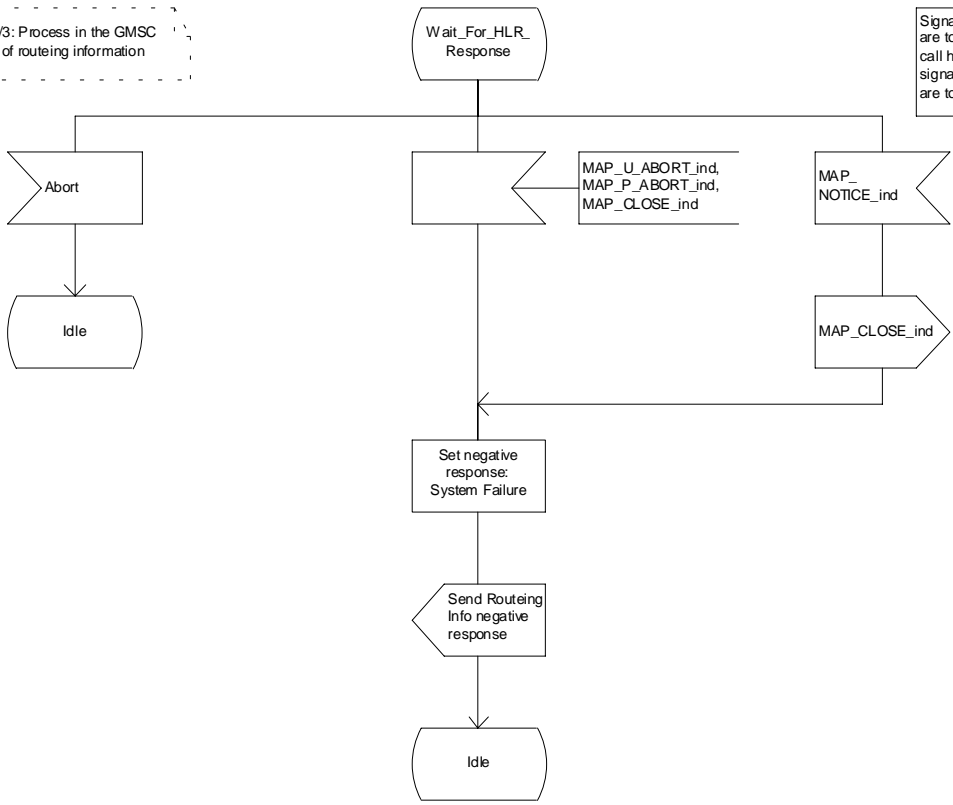 /3: Process in the GMSC
of routeing information
Wait_For_HLR_
Response
Signa
are to
call h
signa
are to
Abort
MAP_U_ABORT_ind,
MAP_P_ABORT_ind,
MAP_CLOSE_ind
MAP_
NOTICE_ind
Idle
MAP_CLOSE_ind
Set negative
response:
System Failure
Send Routeing
Info negative
response
Idle